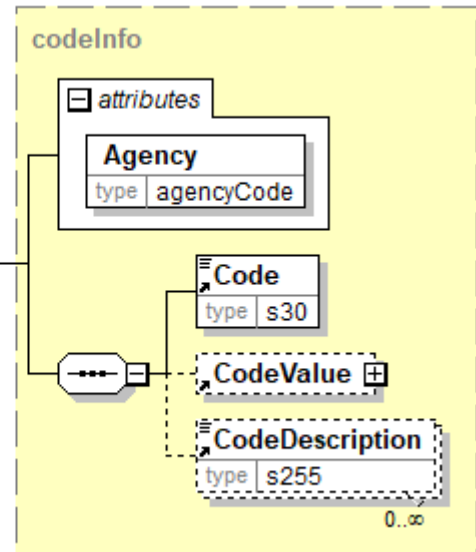 codeInfo
attributes
Agency
type agencyCode
Code
type s30
CodeValue
CodeDescription
type s255
0..∞